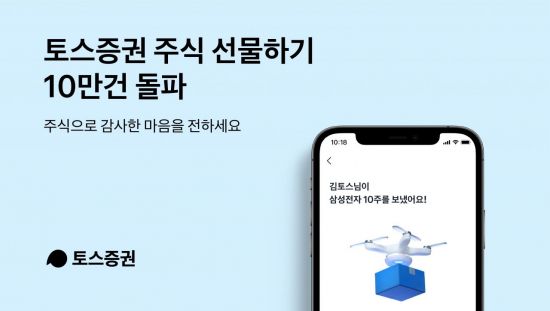 토스증권 주식 선물하기
10만건 돌파
주식으로 감사한 마음을 전하세요
10:18
김토스님이
삼성전자 10주를 보냈어요!
토스증권